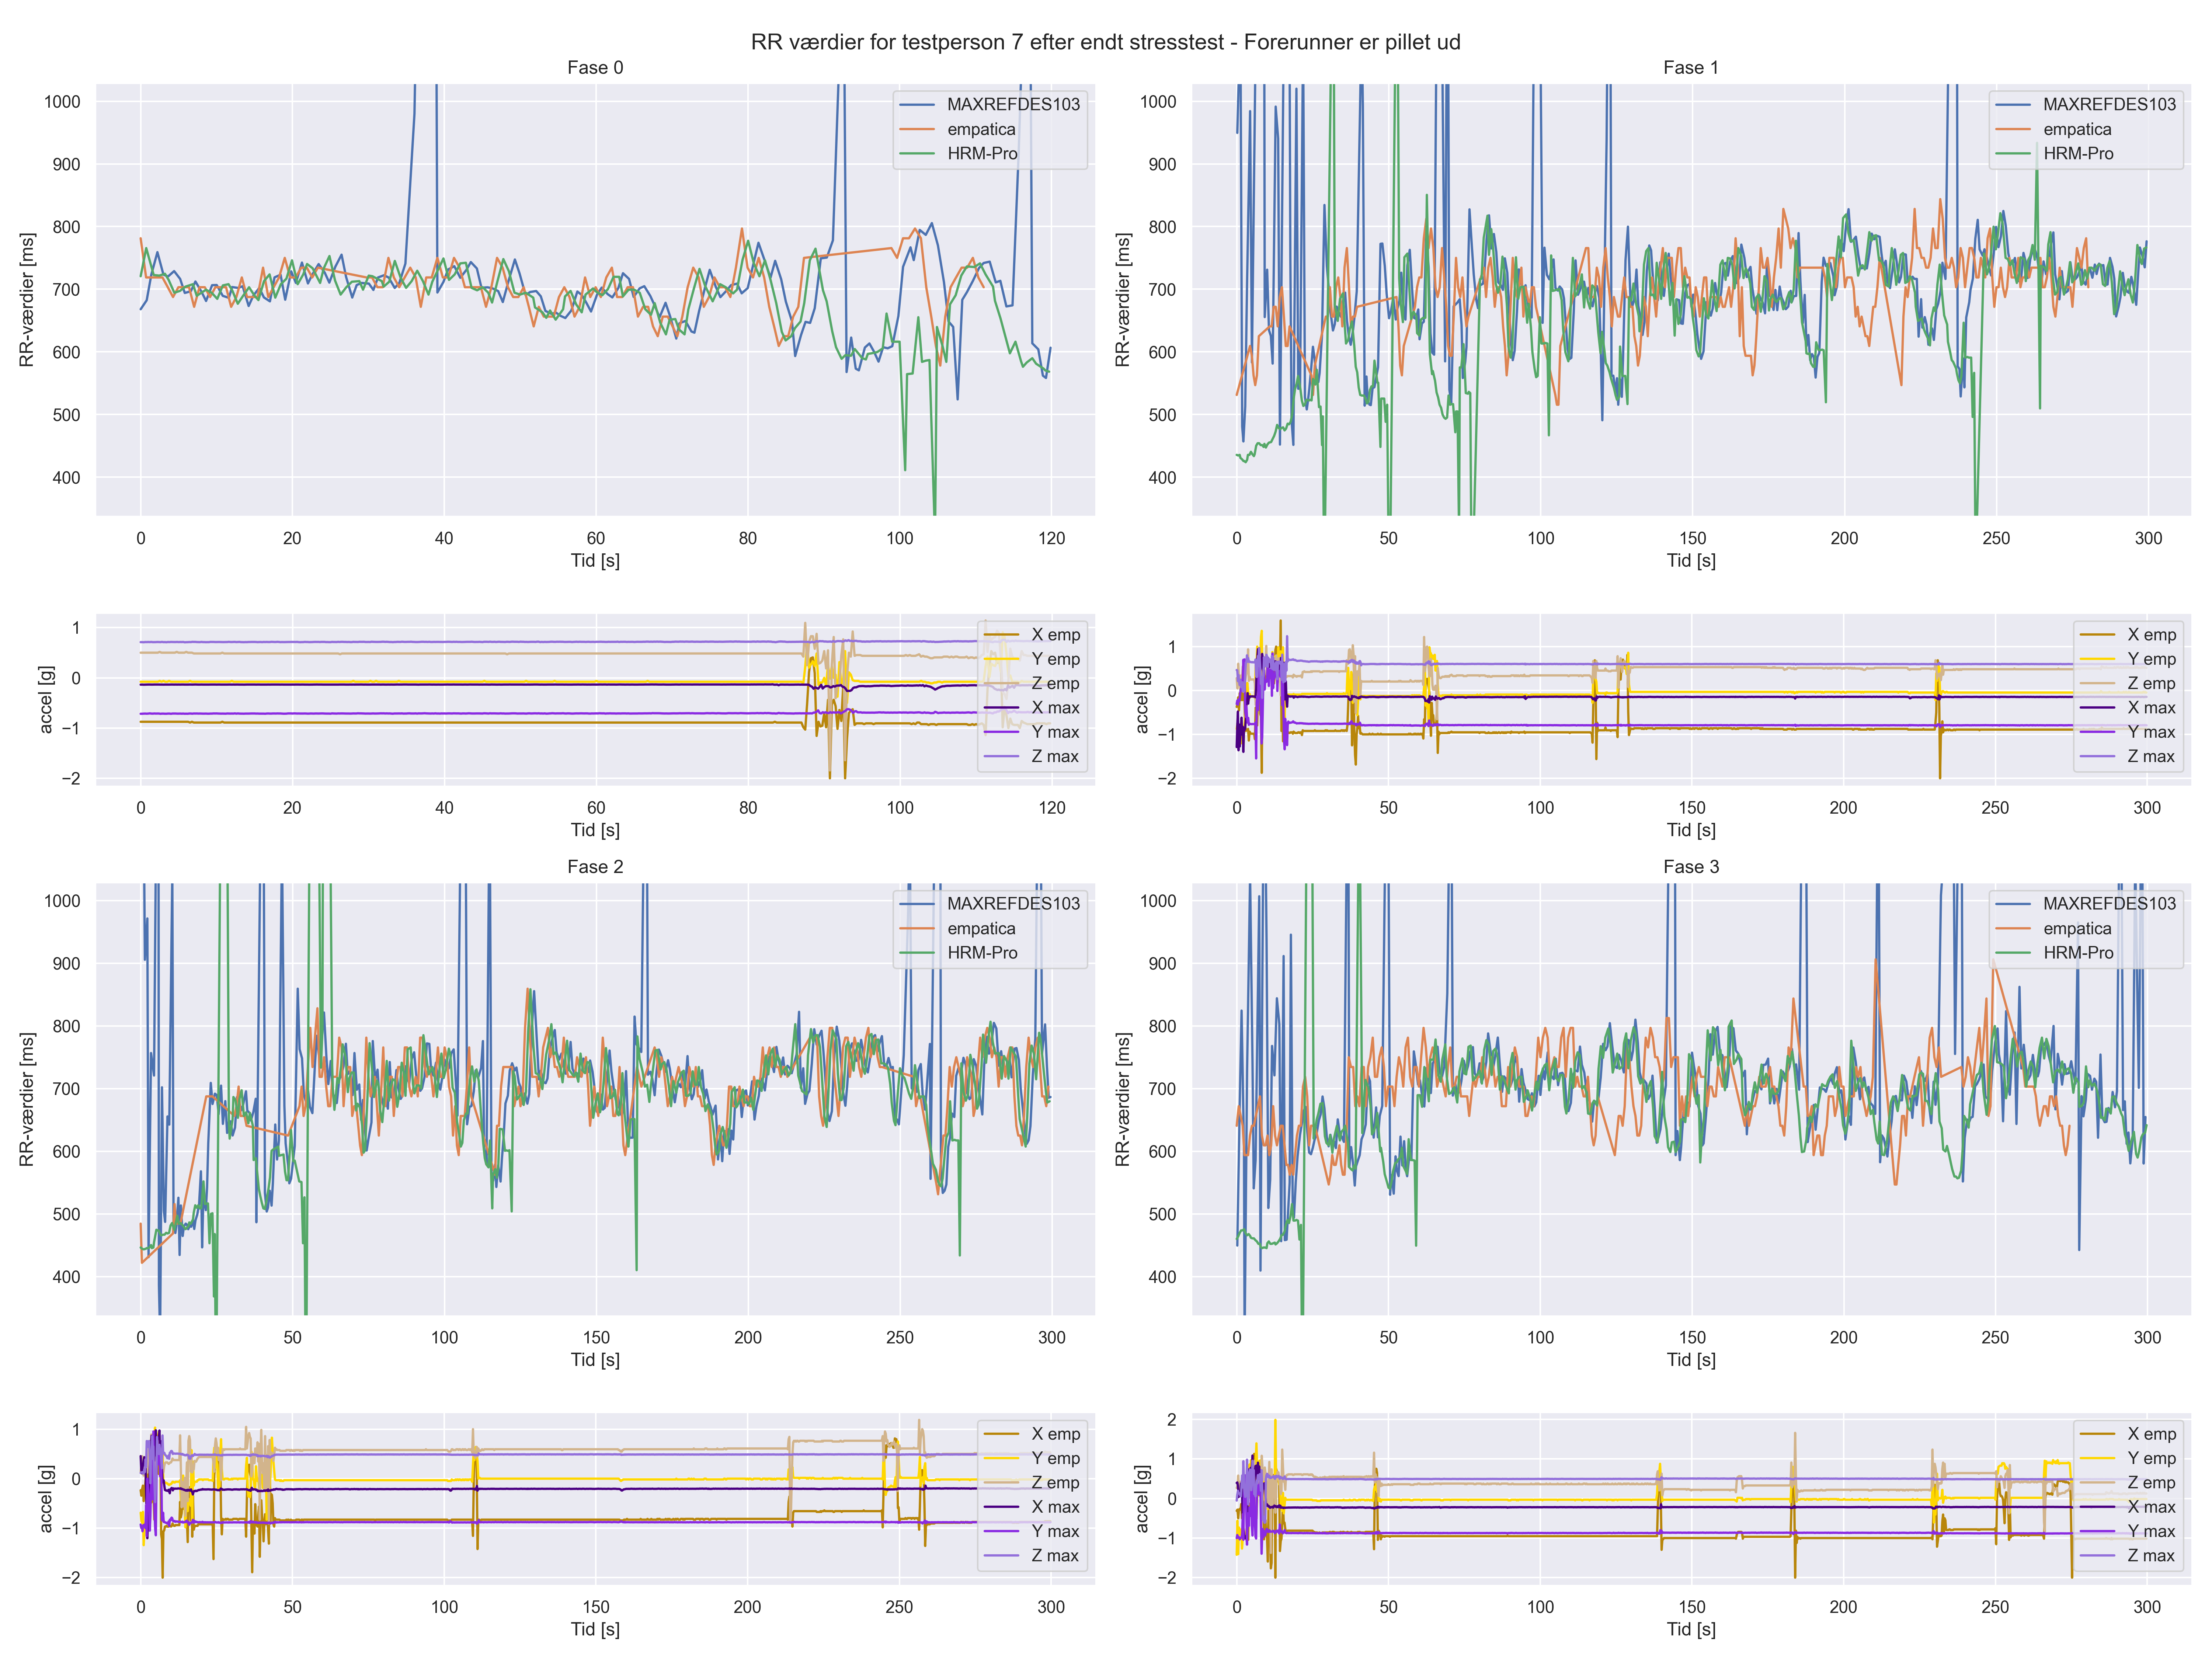 RR værdier for testperson 7 efter endt stresstest - Forerunner er pillet ud
Fase 0
RR-værdier [ms]
1000
900
800
700
600
500
400
MAXREFDES103
empatica
HRM-Pro
0 20 40 60 80 100 120
Tid [s]
accel [g]
1
0
−1
−2
X emp
Y emp
Z emp
X max
Y max
Z max
0 20 40 60 80 100 120
Tid [s]
Fase 1
RR-værdier [ms]
1000
900
800
700
600
500
400
MAXREFDES103
empatica
HRM-Pro
0 50 100 150 200 250 300
Tid [s]
accel [g]
1
0
−1
−2
X emp
Y emp
Z emp
X max
Y max
Z max
0 50 100 150 200 250 300
Tid [s]
Fase 2
RR-værdier [ms]
1000
900
800
700
600
500
400
MAXREFDES103
empatica
HRM-Pro
0 50 100 150 200 250 300
Tid [s]
accel [g]
1
0
−1
−2
X emp
Y emp
Z emp
X max
Y max
Z max
0 50 100 150 200 250 300
Tid [s]
Fase 3
RR-værdier [ms]
1000
900
800
700
600
500
400
MAXREFDES103
empatica
HRM-Pro
0 50 100 150 200 250 300
Tid [s]
accel [g]
2
1
0
−1
−2
X emp
Y emp
Z emp
X max
Y max
Z max
0 50 100 150 200 250 300
Tid [s]